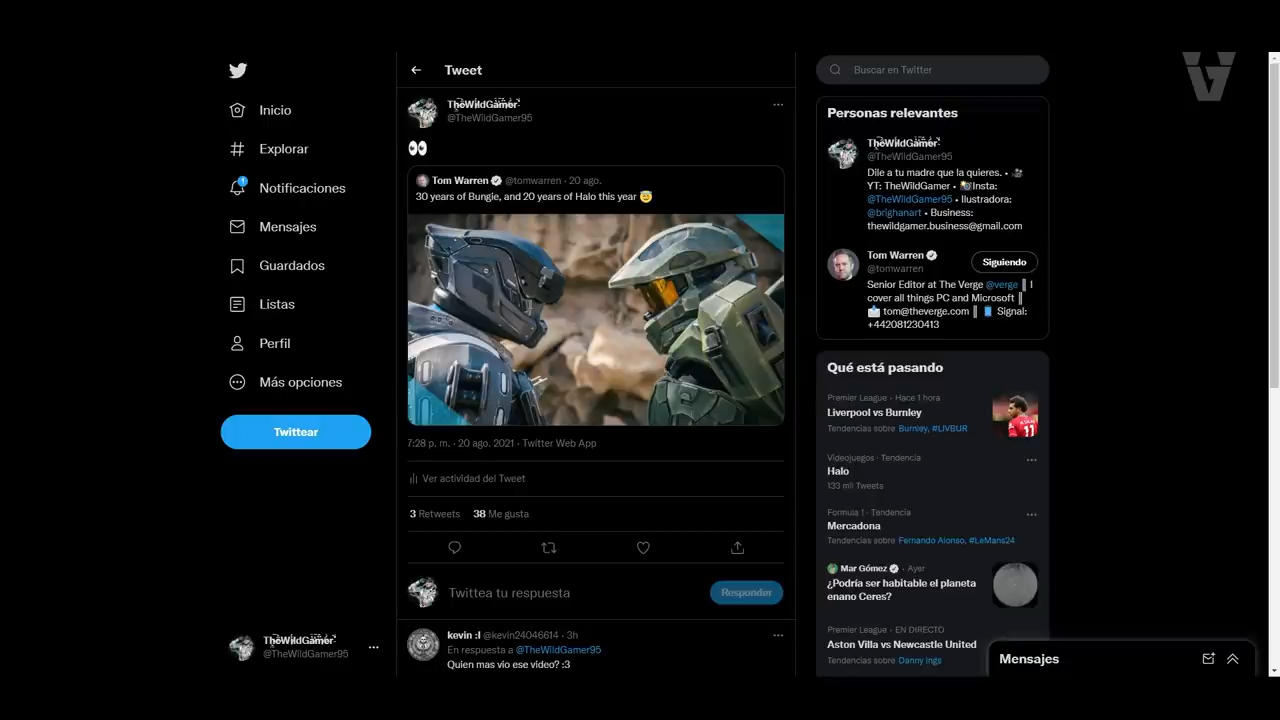 Tweet
Buscar en Twitter
Inicio
Explorar
1
Notificaciones
Mensajes
Guardados
Listas
Perfil
Más opciones
Twittear
TheWildGamer
@TheWildGamer95
TheWildGamer
@TheWildGamer95
👀
Tom Warren @tomwarren · 20 ago.
30 years of Bungie, and 20 years of Halo this year 😇
7:28 p. m. · 20 ago. 2021 · Twitter Web App
Ver actividad del Tweet
3 Retweets 38 Me gusta
Twittea tu respuesta
Responder
kevin :l @kevin24046614 · 3h
En respuesta a @TheWildGamer95
Quien mas vio ese video? :3
Personas relevantes
TheWildGamer
@TheWildGamer95
Dile a tu madre que la quieres. • 🎥
YT: TheWildGamer • 📸Insta:
@TheWildGamer95 • Ilustradora:
@brighanart • Business:
thewildgamer.business@gmail.com
Tom Warren
@tomwarren
Siguiendo
Senior Editor at The Verge @verge ‖ I
cover all things PC and Microsoft ‖
📩 tom@theverge.com ‖ 📱 Signal:
+442081230413
Qué está pasando
Premier League · Hace 1 hora
Liverpool vs Burnley
Tendencias sobre Burnley, #LIVBUR
Videojuegos · Tendencia
Halo
133 mil Tweets
Formula 1 · Tendencia
Mercadona
Tendencias sobre Fernando Alonso, #LeMans24
Mar Gómez · Ayer
¿Podría ser habitable el planeta
enano Ceres?
Premier League · EN DIRECTO
Aston Villa vs Newcastle United
Tendencias sobre Danny ings
Mensajes